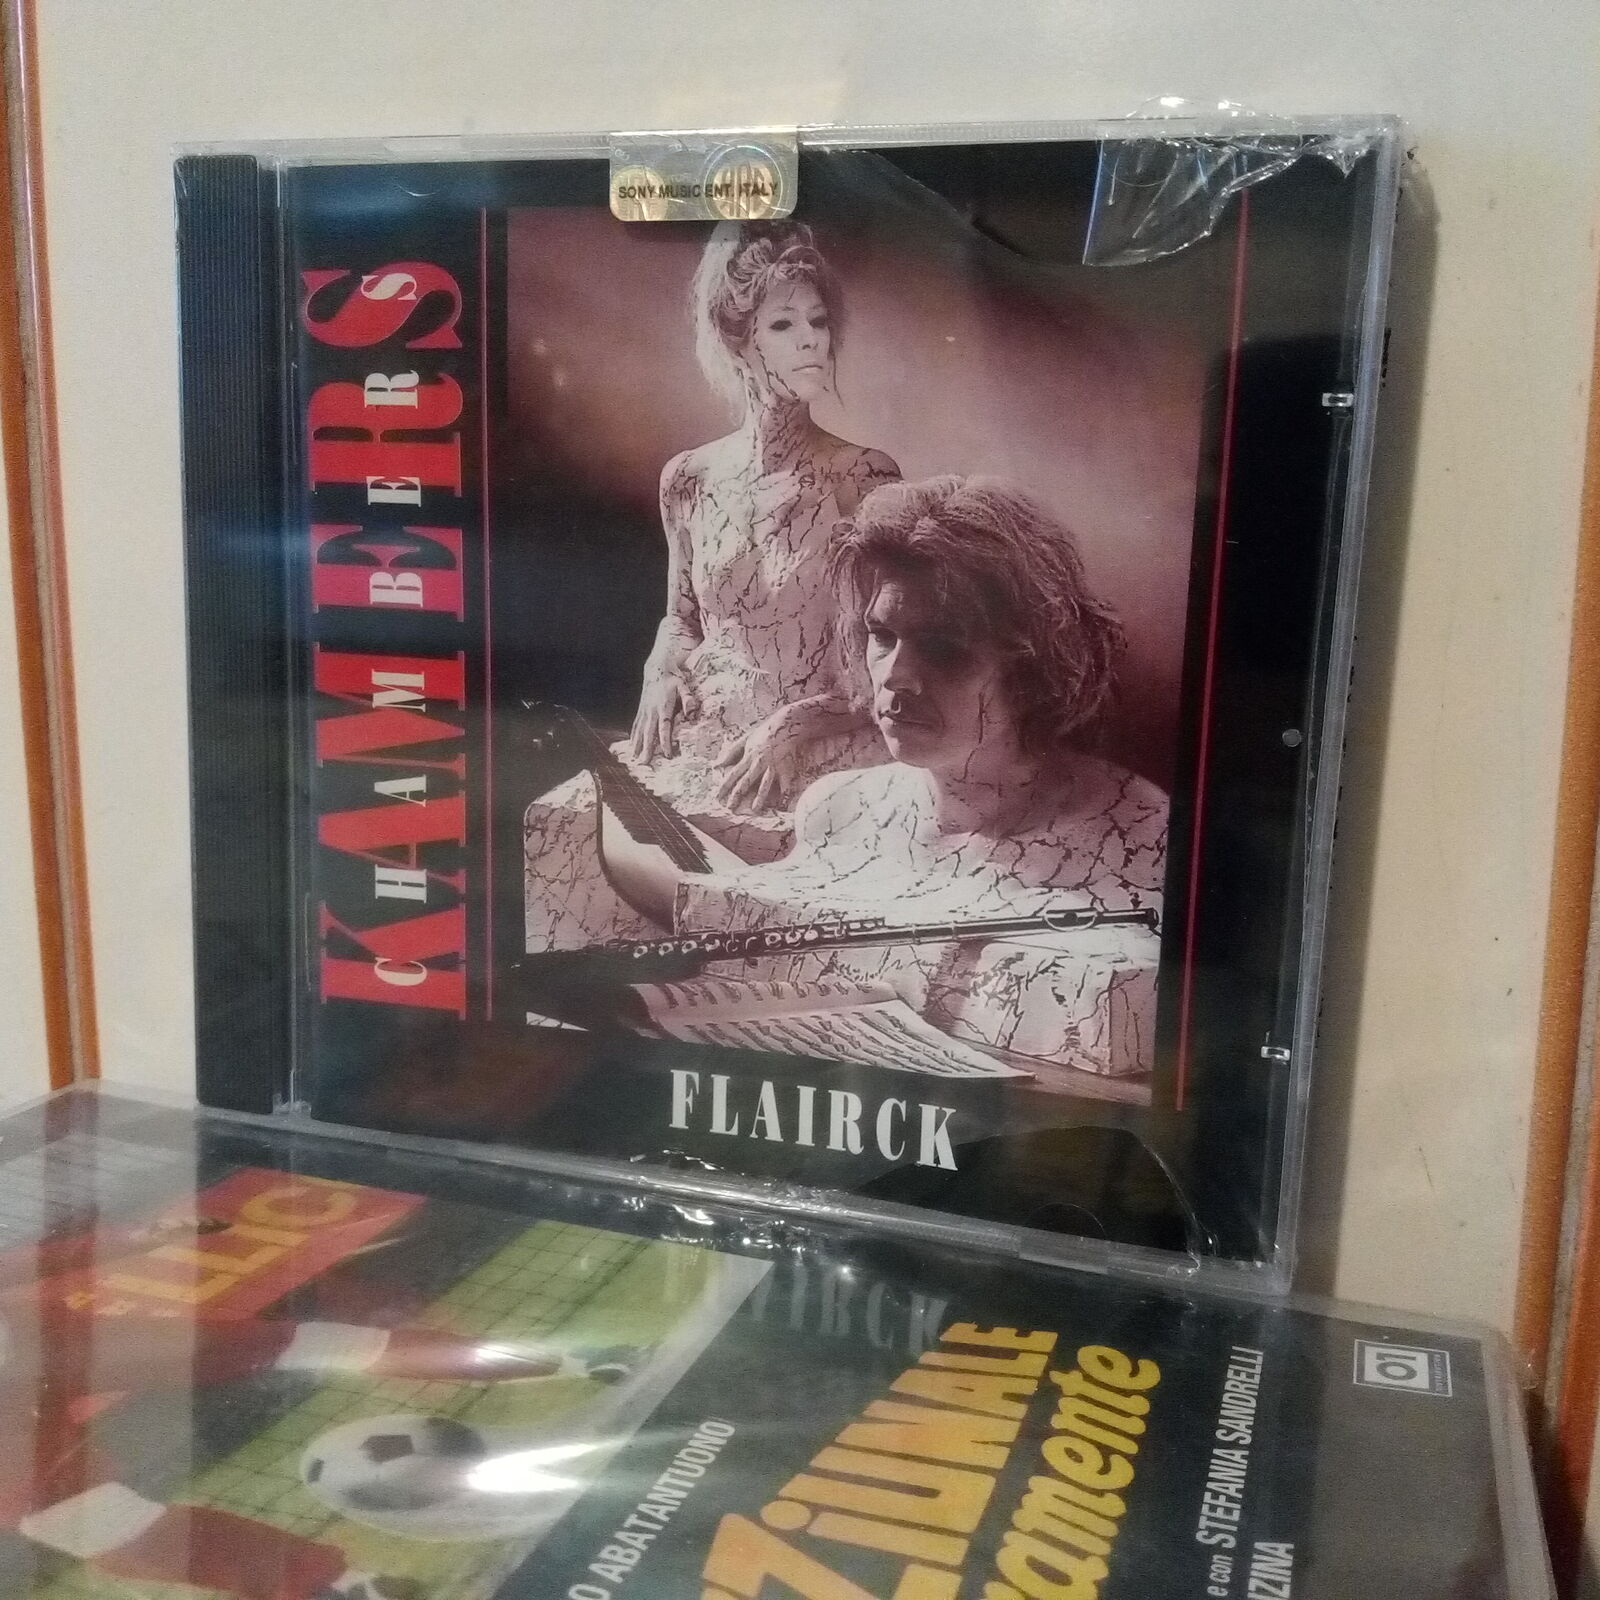 SONY MUSIC ENT. ITALY
KAMERS
CHAMBERS
FLAIRCK
O ABATANTUONO
e con STEFANIA SANDRELLI